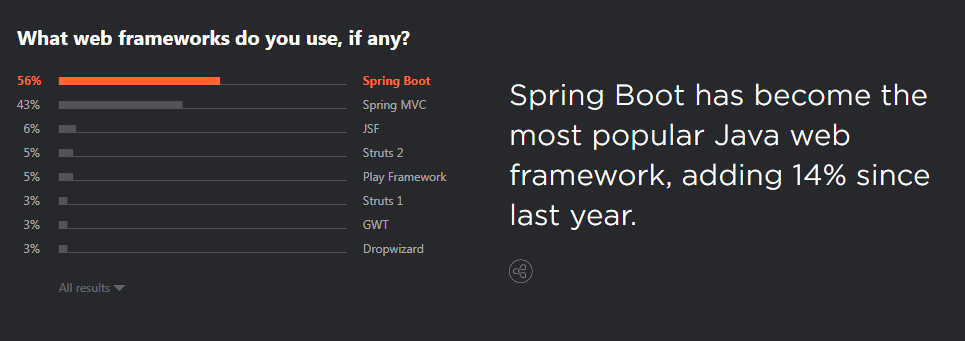 What web frameworks do you use, if any?
56% Spring Boot
43% Spring MVC
6% JSF
5% Struts 2
5% Play Framework
3% Struts 1
3% GWT
3% Dropwizard
All results
Spring Boot has become the
most popular Java web
framework, adding 14% since
last year.